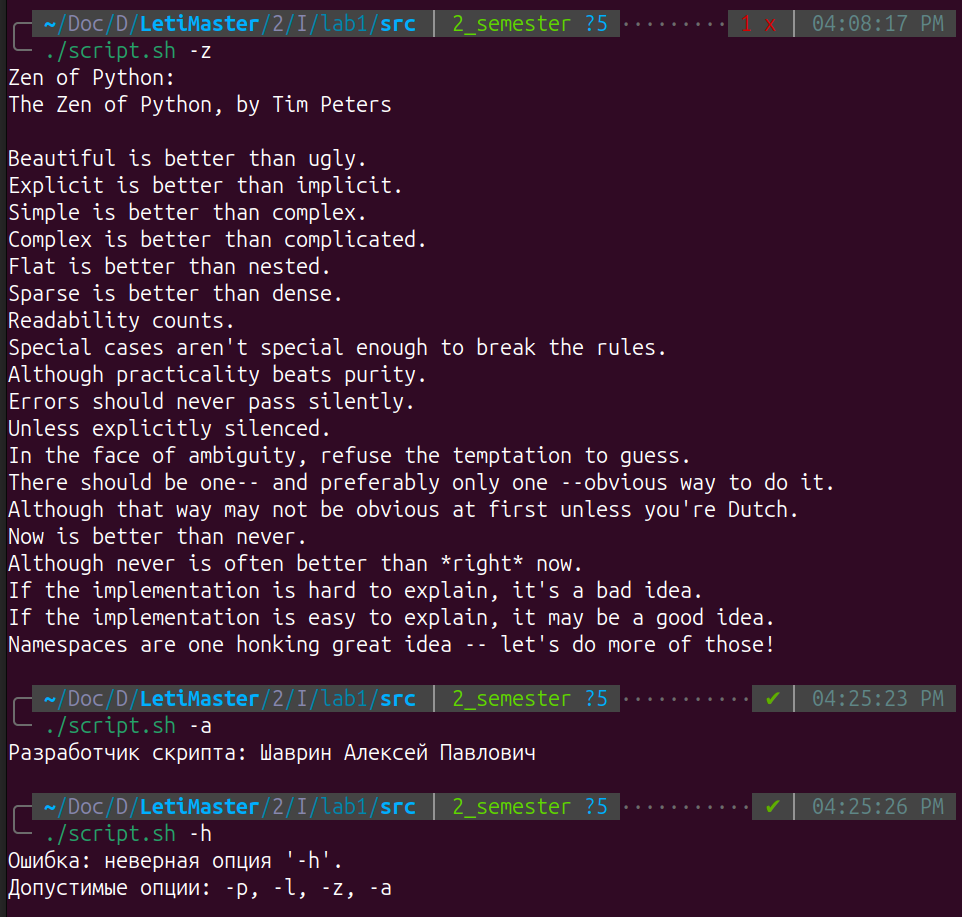 ~/Doc/D/LetiMaster/2/I/lab1/src 2_semester ?5 1 x 04:08:17 PM
./script.sh -z
Zen of Python:
The Zen of Python, by Tim Peters
Beautiful is better than ugly.
Explicit is better than implicit.
Simple is better than complex.
Complex is better than complicated.
Flat is better than nested.
Sparse is better than dense.
Readability counts.
Special cases aren't special enough to break the rules.
Although practicality beats purity.
Errors should never pass silently.
Unless explicitly silenced.
In the face of ambiguity, refuse the temptation to guess.
There should be one-- and preferably only one --obvious way to do it.
Although that way may not be obvious at first unless you're Dutch.
Now is better than never.
Although never is often better than *right* now.
If the implementation is hard to explain, it's a bad idea.
If the implementation is easy to explain, it may be a good idea.
Namespaces are one honking great idea -- let's do more of those!
~/Doc/D/LetiMaster/2/I/lab1/src 2_semester ?5 ✔ 04:25:23 PM
./script.sh -a
Разработчик скрипта: Шаврин Алексей Павлович
~/Doc/D/LetiMaster/2/I/lab1/src 2_semester ?5 ✔ 04:25:26 PM
./script.sh -h
Ошибка: неверная опция '-h'.
Допустимые опции: -p, -l, -z, -a